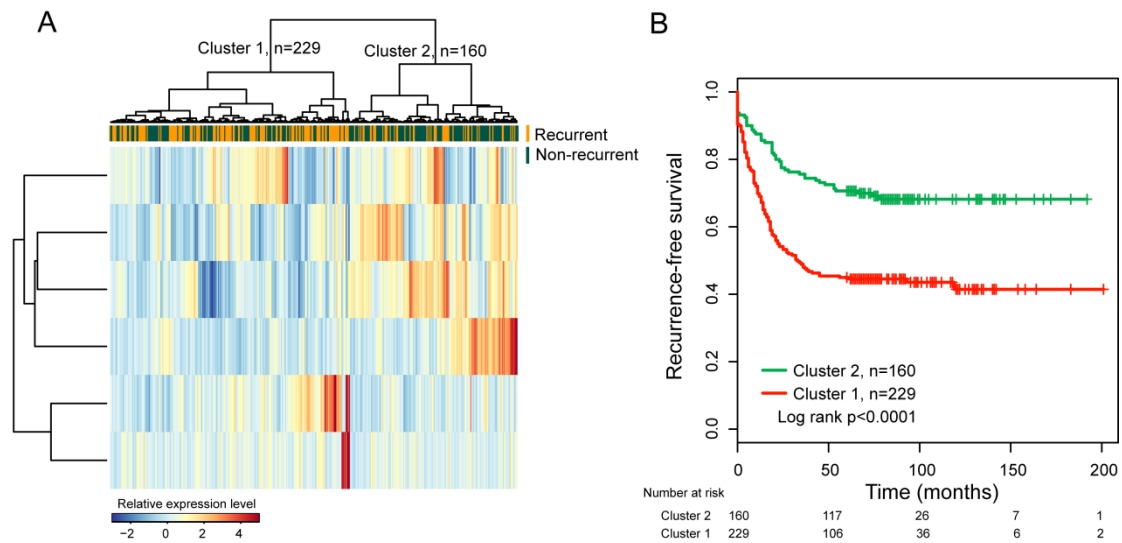 A
Cluster 1, n=229
Cluster 2, n=160
Recurrent
Non-recurrent
Relative expression level
−2 0 2 4
B
Recurrence-free survival
1.0
0.8
0.6
0.4
0.2
0.0
Cluster 2, n=160
Cluster 1, n=229
Log rank p<0.0001
0 50 100 150 200
Time (months)
Number at risk
Cluster 2 160 117 26 7 1
Cluster 1 229 106 36 6 2